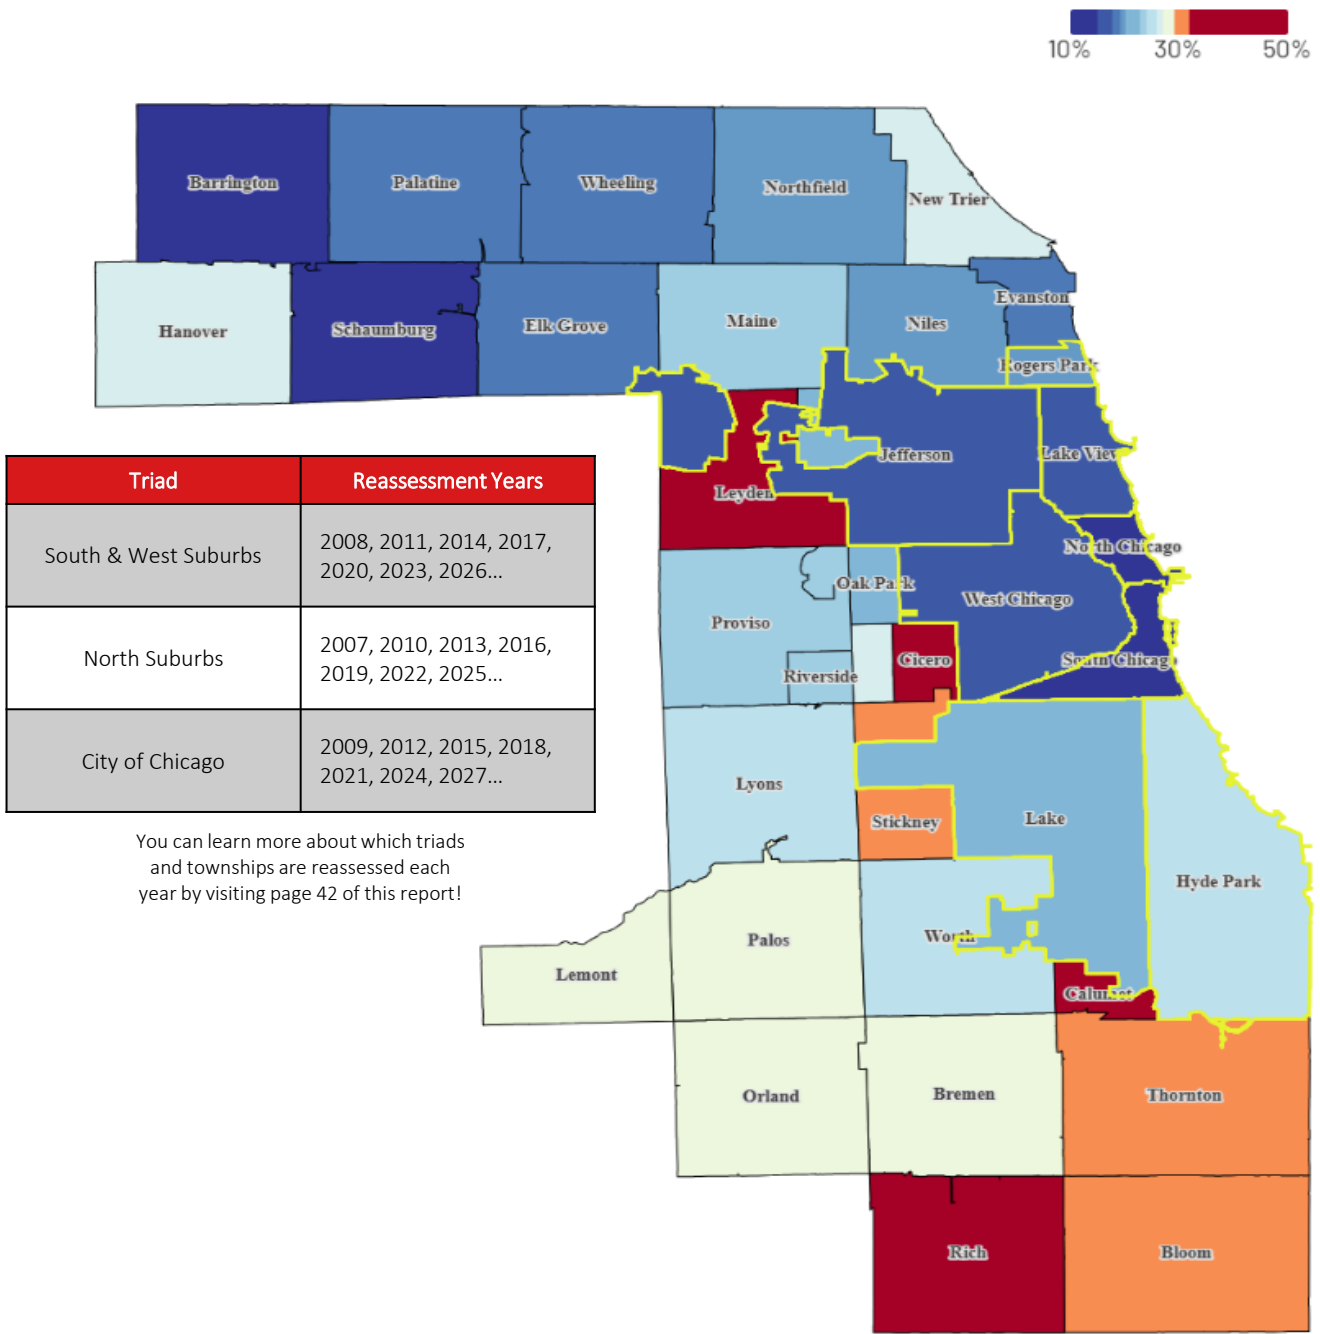 10% 30% 50%
Barrington
Palatine
Wheeling
Northfield
New Trier
Hanover
Schaumburg
Elk Grove
Maine
Niles
Evanston
Rogers Park
Jefferson
Lake View
Leyden
North Chicago
Oak Park
West Chicago
Proviso
Riverside
Cicero
South Chicago
Lyons
Stickney
Lake
Hyde Park
Palos
Worth
Lemont
Calumet
Orland
Bremen
Thornton
Rich
Bloom
Triad Reassessment Years
South & West Suburbs
2008, 2011, 2014, 2017,
2020, 2023, 2026...
North Suburbs
2007, 2010, 2013, 2016,
2019, 2022, 2025...
City of Chicago
2009, 2012, 2015, 2018,
2021, 2024, 2027...
You can learn more about which triads
and townships are reassessed each
year by visiting page 42 of this report!